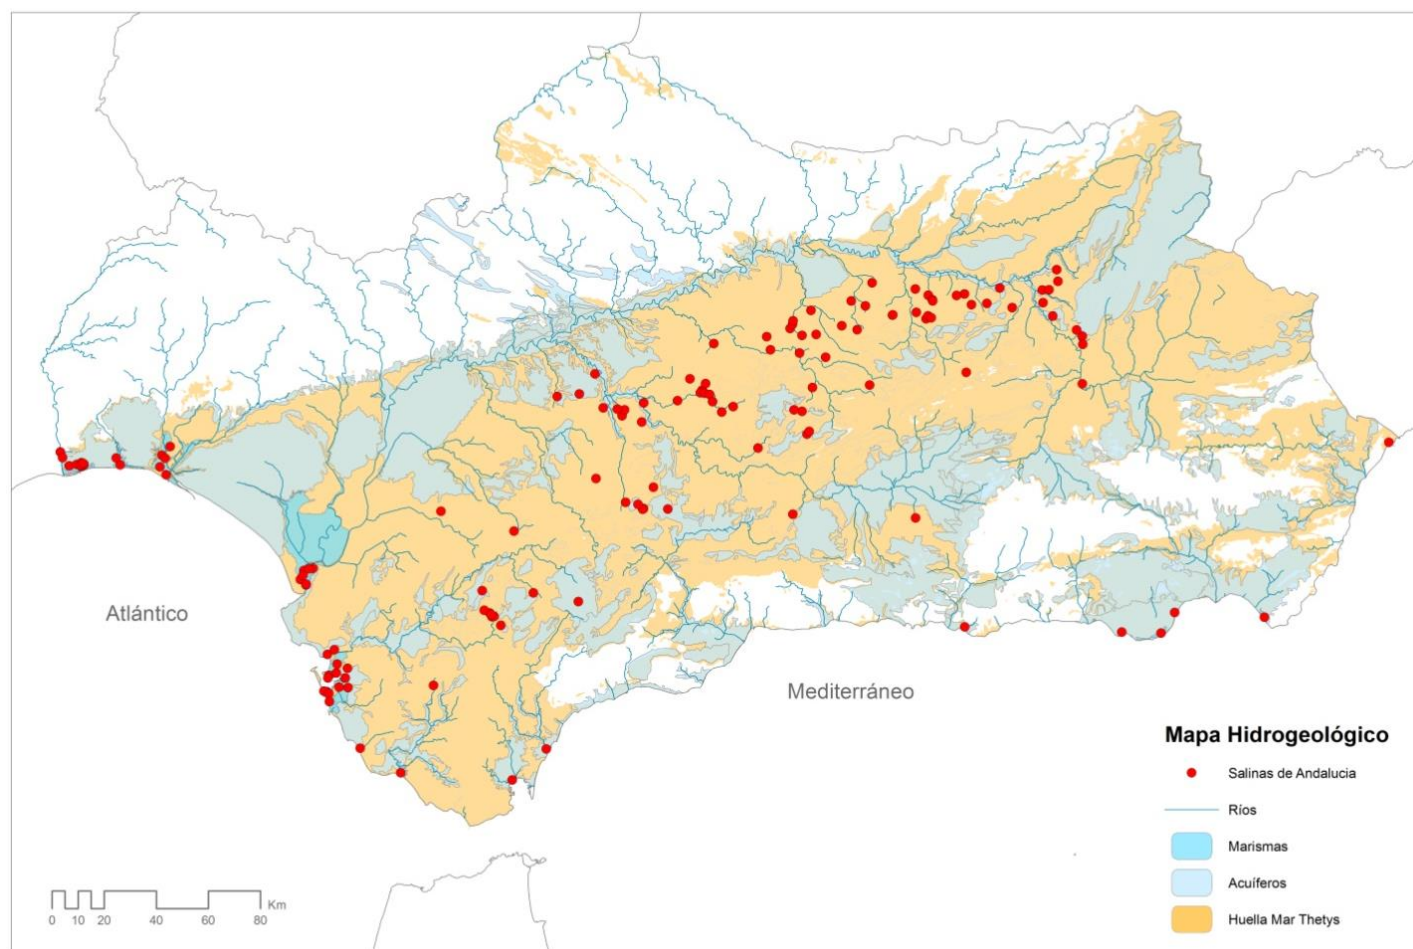 Atlántico
Mediterráneo
Mapa Hidrogeológico
Salinas de Andalucia
Ríos
Marismas
Acuíferos
Huella Mar Thetys
Km
0 10 20 40 60 80